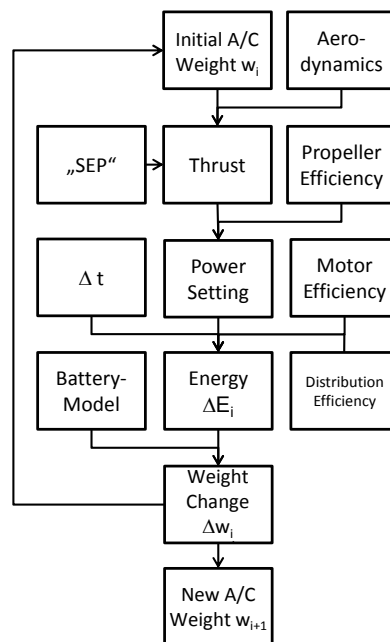 Initial A/C
Weight wi
Aero-
dynamics
„SEP“
Thrust
Propeller
Efficiency
Δ t
Power
Setting
Motor
Efficiency
Battery-
Model
Energy
ΔEi
Distribution
Efficiency
Weight
Change
Δwi
New A/C
Weight wi+1